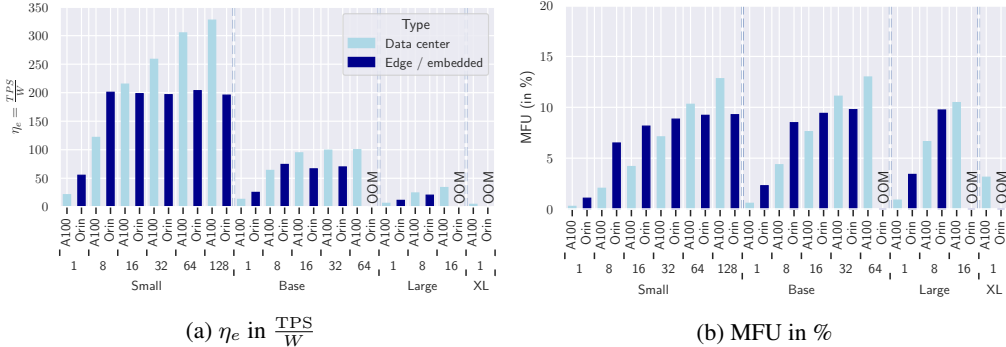 350
300
250
200
150
100
50
0
η_e = TPS/W
Type
Data center
Edge / embedded
OOM
OOM
OOM
A100 Orin A100 Orin A100 Orin A100 Orin A100 Orin A100 Orin A100 Orin A100 Orin A100 Orin A100 Orin A100 Orin A100 Orin A100 Orin A100 Orin A100 Orin
1 8 16 32 64 128 1 8 16 32 64 1 8 16 1
Small Base Large XL
(a) η_e in TPS/W
20
15
10
5
0
MFU (in %)
OOM
OOM
OOM
A100 Orin A100 Orin A100 Orin A100 Orin A100 Orin A100 Orin A100 Orin A100 Orin A100 Orin A100 Orin A100 Orin A100 Orin A100 Orin A100 Orin A100 Orin
1 8 16 32 64 128 1 8 16 32 64 1 8 16 1
Small Base Large XL
(b) MFU in %